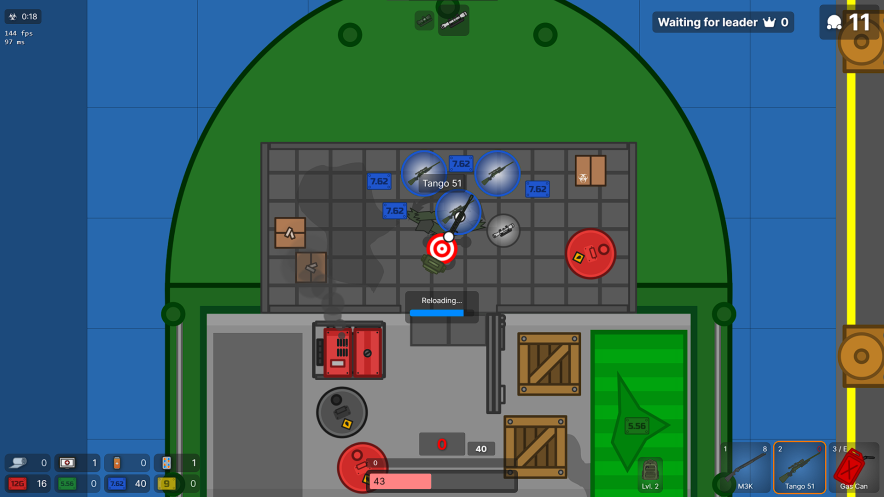 0:18
144 fps
97 ms
Waiting for leader 0
11
7.62
7.62
Tango 51
7.62
7.62
Reloading...
5.56
0
40
0
43
0
1
0
1
12G 16
5.56 0
7.62 40
9 0
Lvl. 2
1 8
M3K
2
Tango 51
3 / E
Gas Can